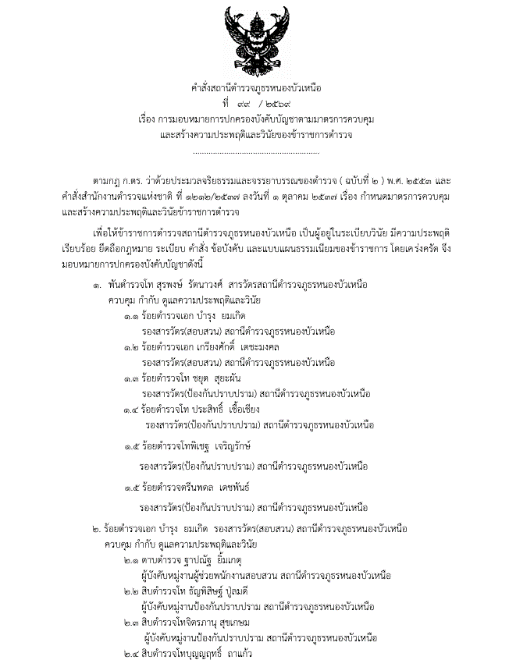 คำสั่งสถานีตำรวจภูธรหนองบัวเหนือ
ที่ ๙๙ / ๒๕๖๙
เรื่อง การมอบหมายการปกครองบังคับบัญชาตามมาตรการควบคุม
และสร้างความประพฤติและวินัยของข้าราชการตำรวจ
............................................................
ตามกฎ ก.ตร. ว่าด้วยประมวลจริยธรรมและจรรยาบรรณของตำรวจ ( ฉบับที่ ๒ ) พ.ศ. ๒๕๕๓ และ
คำสั่งสำนักงานตำรวจแห่งชาติ ที่ ๑๒๑๒/๒๕๓๗ ลงวันที่ ๑ ตุลาคม ๒๕๓๗ เรื่อง กำหนดมาตรการควบคุม
และสร้างความประพฤติและวินัยข้าราชการตำรวจ
เพื่อให้ข้าราชการตำรวจสถานีตำรวจภูธรหนองบัวเหนือ เป็นผู้อยู่ในระเบียบวินัย มีความประพฤติ
เรียบร้อย ยึดถือกฎหมาย ระเบียบ คำสั่ง ข้อบังคับ และแบบแผนธรรมเนียมของข้าราชการ โดยเคร่งครัด จึง
มอบหมายการปกครองบังคับบัญชาดังนี้
๑. พันตำรวจโท สุรพงษ์ รัตนาวงศ์ สารวัตรสถานีตำรวจภูธรหนองบัวเหนือ
ควบคุม กำกับ ดูแลความประพฤติและวินัย
๑.๑ ร้อยตำรวจเอก บำรุง ยมเกิด
รองสารวัตร(สอบสวน) สถานีตำรวจภูธรหนองบัวเหนือ
๑.๒ ร้อยตำรวจเอก เกรียงศักดิ์ เดชะมงคล
รองสารวัตร(สอบสวน) สถานีตำรวจภูธรหนองบัวเหนือ
๑.๓ ร้อยตำรวจโท ชยุต สุยะผัน
รองสารวัตร(ป้องกันปราบปราม) สถานีตำรวจภูธรหนองบัวเหนือ
๑.๔ ร้อยตำรวจโท ประสิทธิ์ เชื้อเชียง
รองสารวัตร(ป้องกันปราบปราม) สถานีตำรวจภูธรหนองบัวเหนือ
๑.๕ ร้อยตำรวจโทพิเชฐ เจริญรักษ์
รองสารวัตร(ป้องกันปราบปราม) สถานีตำรวจภูธรหนองบัวเหนือ
๑.๕ ร้อยตำรวจตรีนพดล เดชพันธ์
รองสารวัตร(ป้องกันปราบปราม) สถานีตำรวจภูธรหนองบัวเหนือ
๒. ร้อยตำรวจเอก บำรุง ยมเกิด รองสารวัตร(สอบสวน) สถานีตำรวจภูธรหนองบัวเหนือ
ควบคุม กำกับ ดูแลความประพฤติและวินัย
๒.๑ ดาบตำรวจ ฐาปณัฐ ยิ้มเกตุ
ผู้บังคับหมู่งานผู้ช่วยพนักงานสอบสวน สถานีตำรวจภูธรหนองบัวเหนือ
๒.๒ สิบตำรวจโท ธัญพิสิษฐ์ ปู่ลมดี
ผู้บังคับหมู่งานป้องกันปราบปราม สถานีตำรวจภูธรหนองบัวเหนือ
๒.๓ สิบตำรวจโทจิตรภานุ สุขเกษม
ผู้บังคับหมู่งานป้องกันปราบปราม สถานีตำรวจภูธรหนองบัวเหนือ
๒.๔ สิบตำรวจโทบุญญฤทธิ์ ถาแก้ว